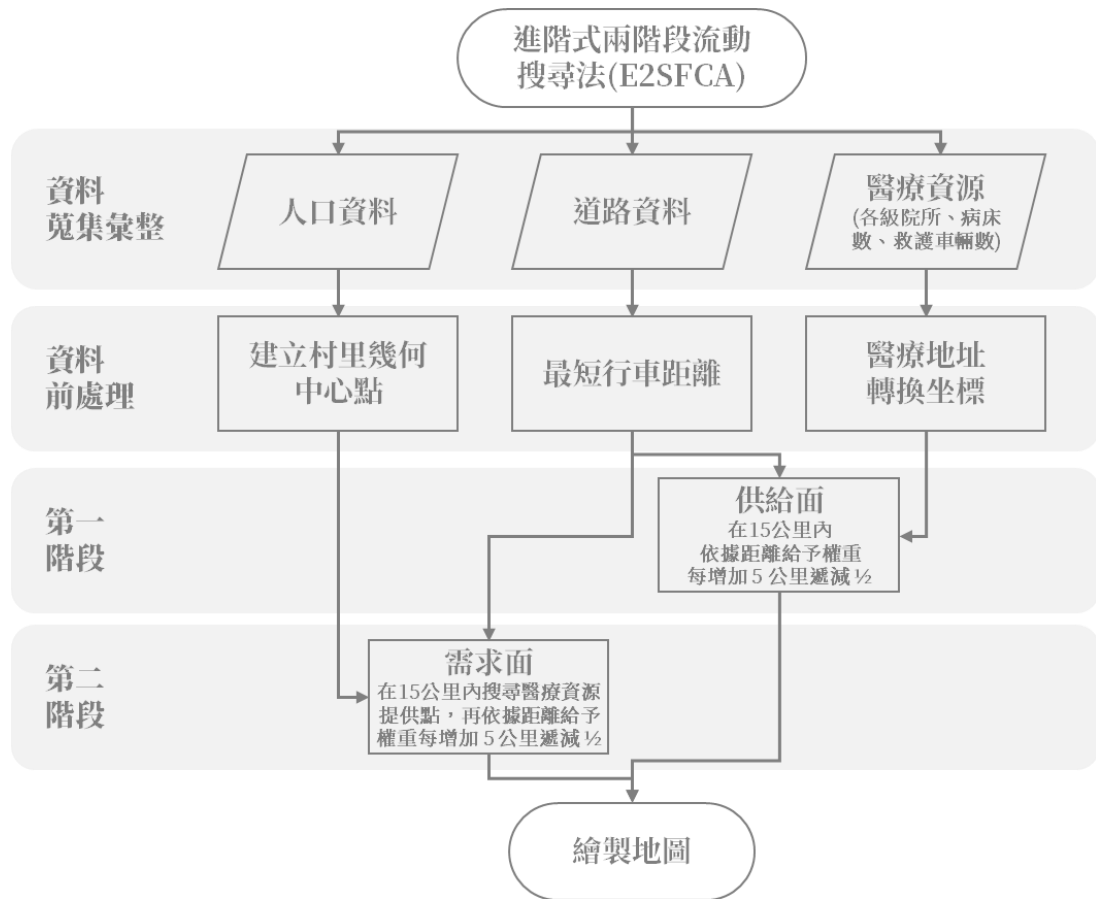 進階式兩階段流動
搜尋法(E2SFCA)
資料
蒐集彙整
人口資料
道路資料
醫療資源
(各級院所、病床
數、救護車輛數)
資料
前處理
建立村里幾何
中心點
最短行車距離
醫療地址
轉換坐標
第一
階段
供給面
在15公里內
依據距離給予權重
每增加５公里遞減 ½
第二
階段
需求面
在15公里內搜尋醫療資源
提供點，再依據距離給予
權重每增加５公里遞減 ½
繪製地圖